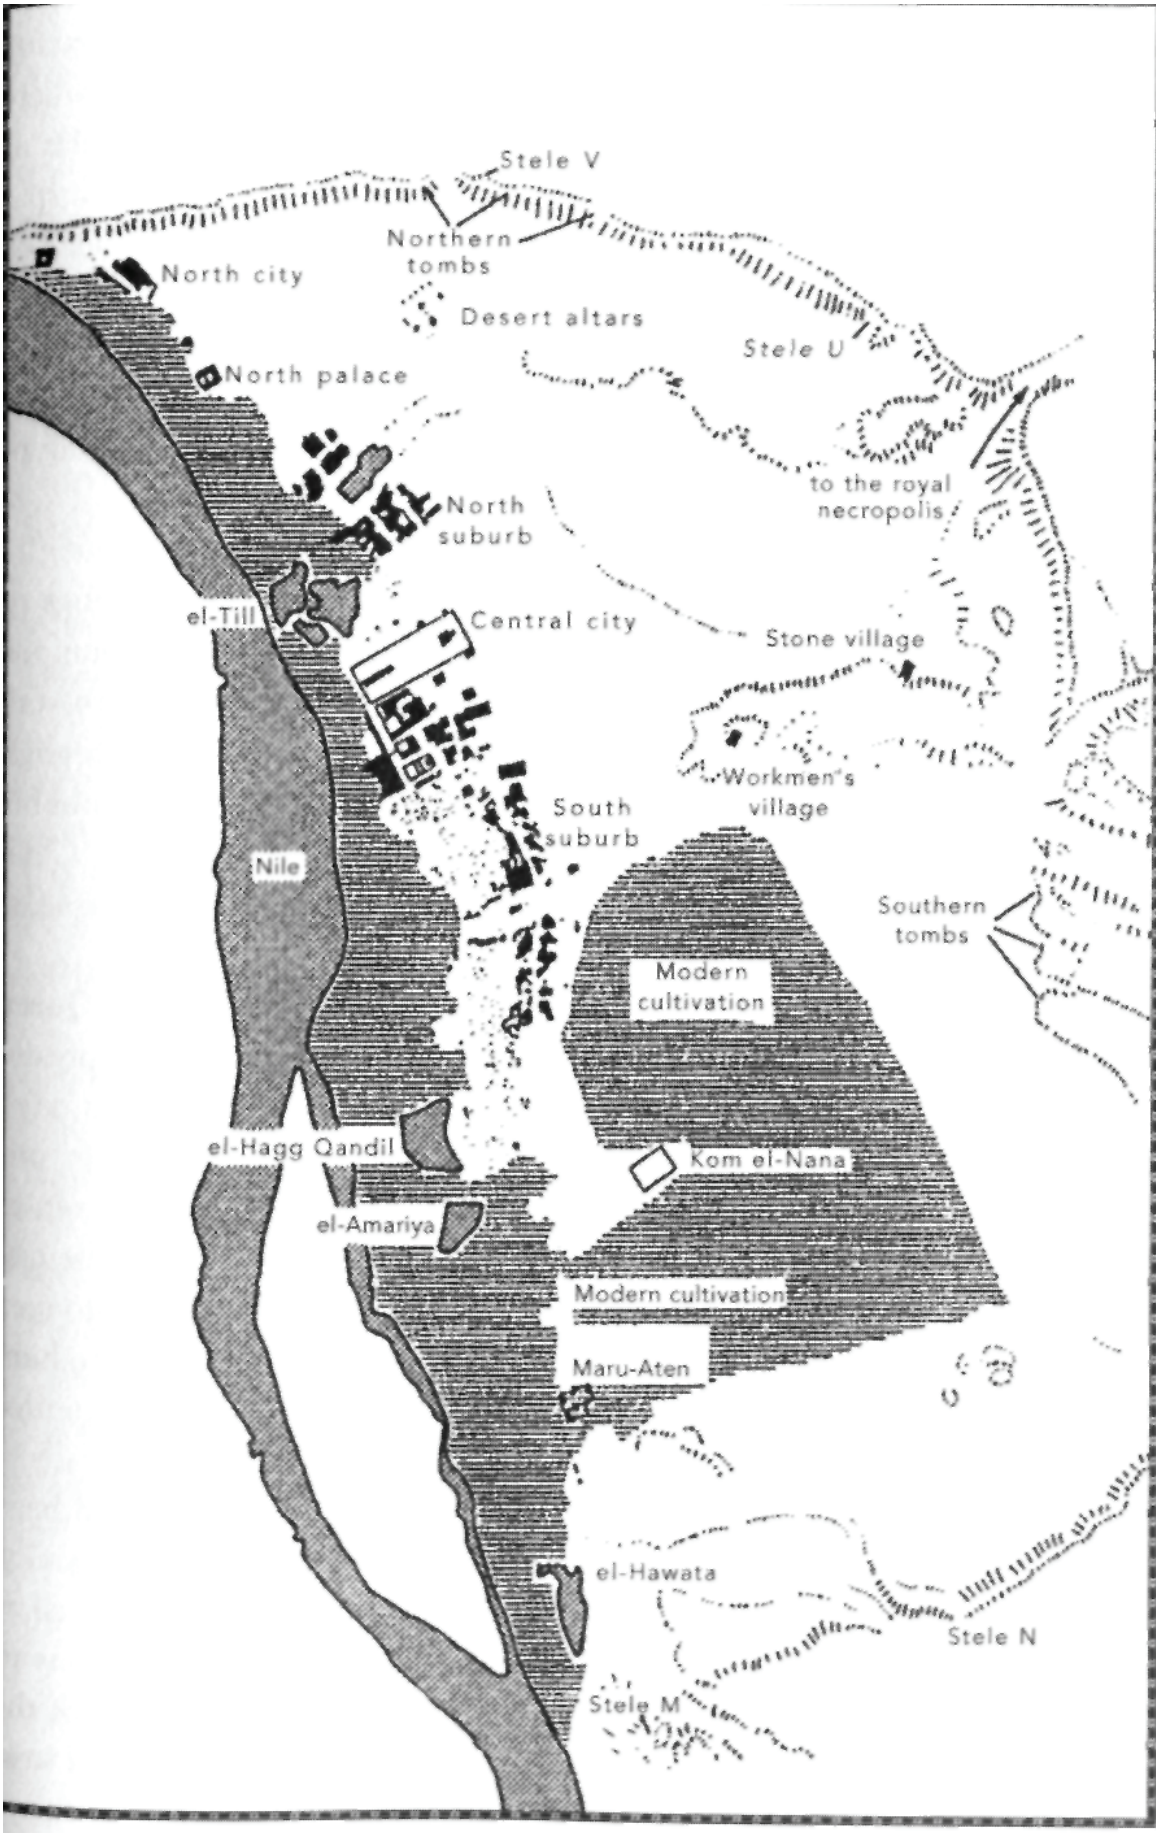 Stele V
Northern
tombs
North city
Desert altars
Stele U
North palace
to the royal
necropolis
North
suburb
el-Till
Central city
Stone village
Workmen's
village
South
suburb
Nile
Southern
tombs
Modern
cultivation
el-Hagg Qandil
Kom el-Nana
el-Amariya
Modern cultivation
Maru-Aten
el-Hawata
Stele N
Stele M